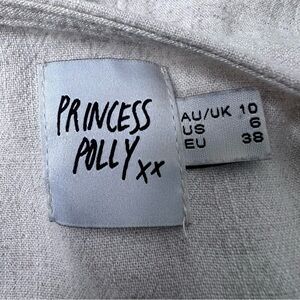 PRINCESS
POLLY xx
AU/UK 10
US 6
EU 38